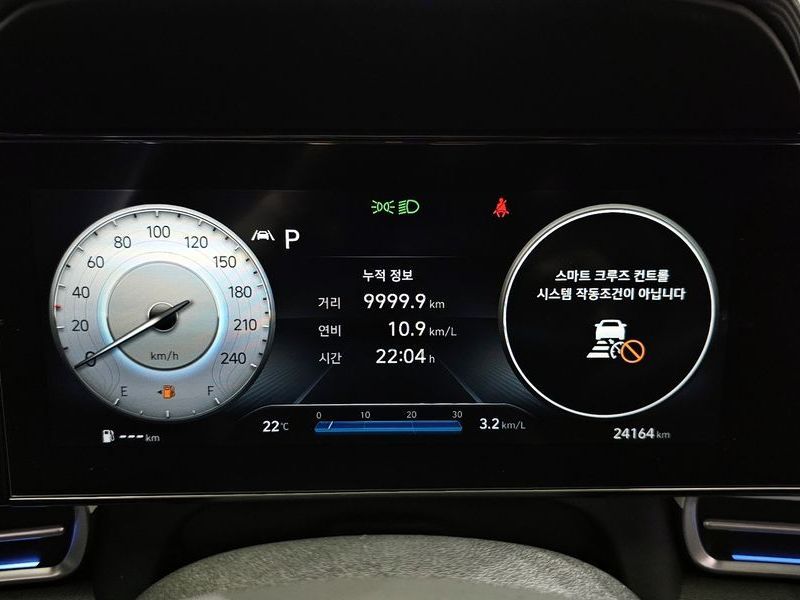 스마트 크루즈 컨트롤
시스템 작동조건이 아닙니다
P
누적 정보
거리 9999.9 km
연비 10.9 km/L
시간 22:04 h
0 20 40 60 80 100 120 150 180 210 240
km/h
E F
--- km
22℃
0 10 20 30
3.2 km/L
24164 km